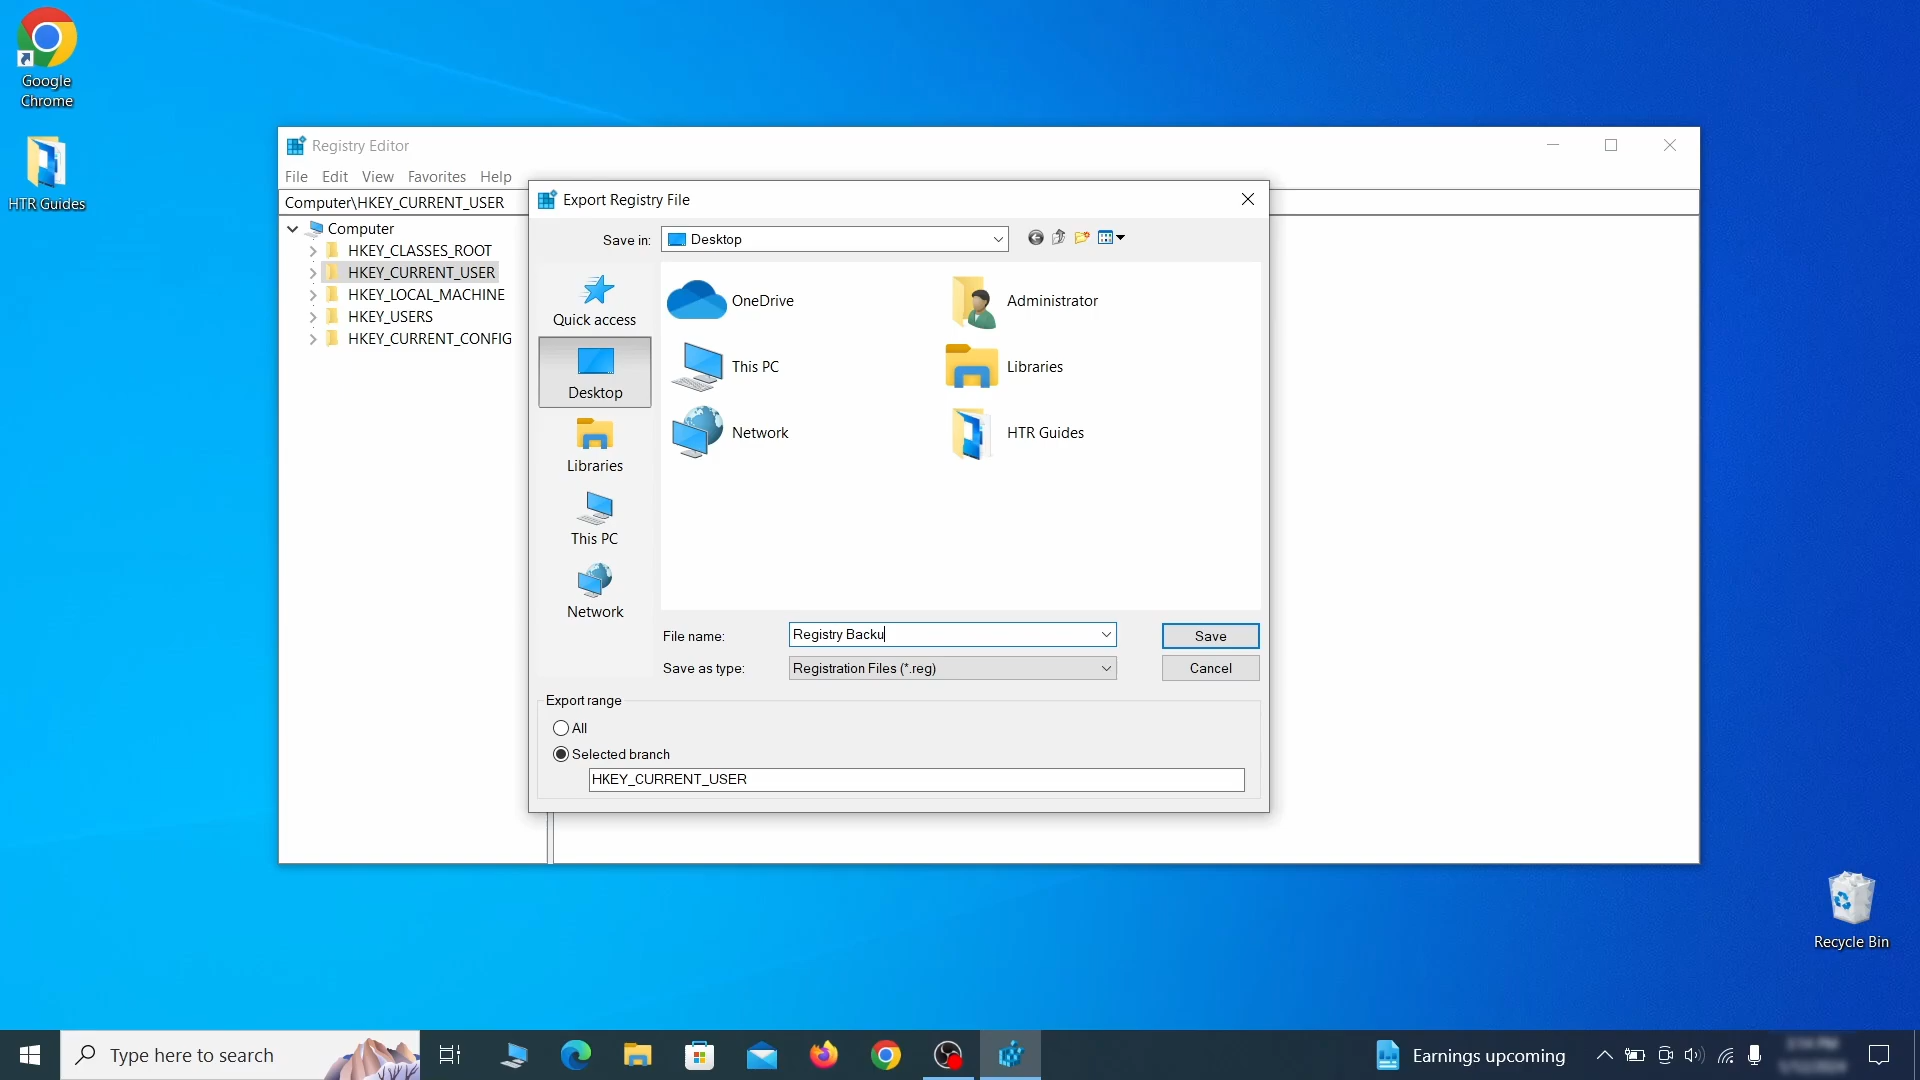 Google
Chrome
HTR Guides
Registry Editor
File Edit View Favorites Help
Computer\HKEY_CURRENT_USER
Computer
HKEY_CLASSES_ROOT
HKEY_CURRENT_USER
HKEY_LOCAL_MACHINE
HKEY_USERS
HKEY_CURRENT_CONFIG
Export Registry File
Save in: Desktop
Quick access
Desktop
Libraries
This PC
Network
OneDrive
Administrator
This PC
Libraries
Network
HTR Guides
File name: Registry Backu
Save
Save as type: Registration Files (*.reg)
Cancel
Export range
All
Selected branch
HKEY_CURRENT_USER
Recycle Bin
Type here to search
Earnings upcoming